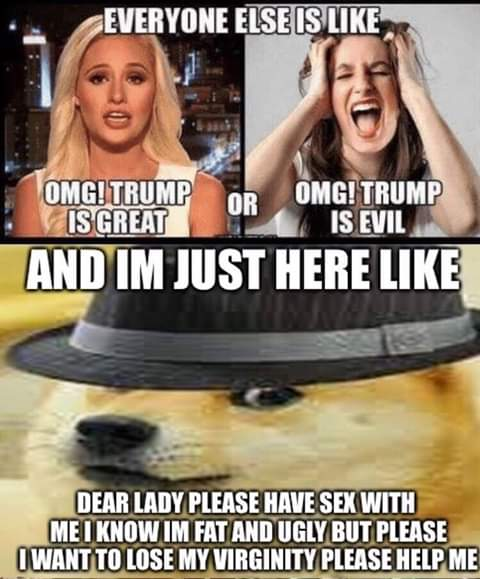 EVERYONE ELSE IS LIKE
OMG! TRUMP
IS GREAT
OR
OMG! TRUMP
IS EVIL
AND IM JUST HERE LIKE
DEAR LADY PLEASE HAVE SEX WITH
ME I KNOW IM FAT AND UGLY BUT PLEASE
I WANT TO LOSE MY VIRGINITY PLEASE HELP ME